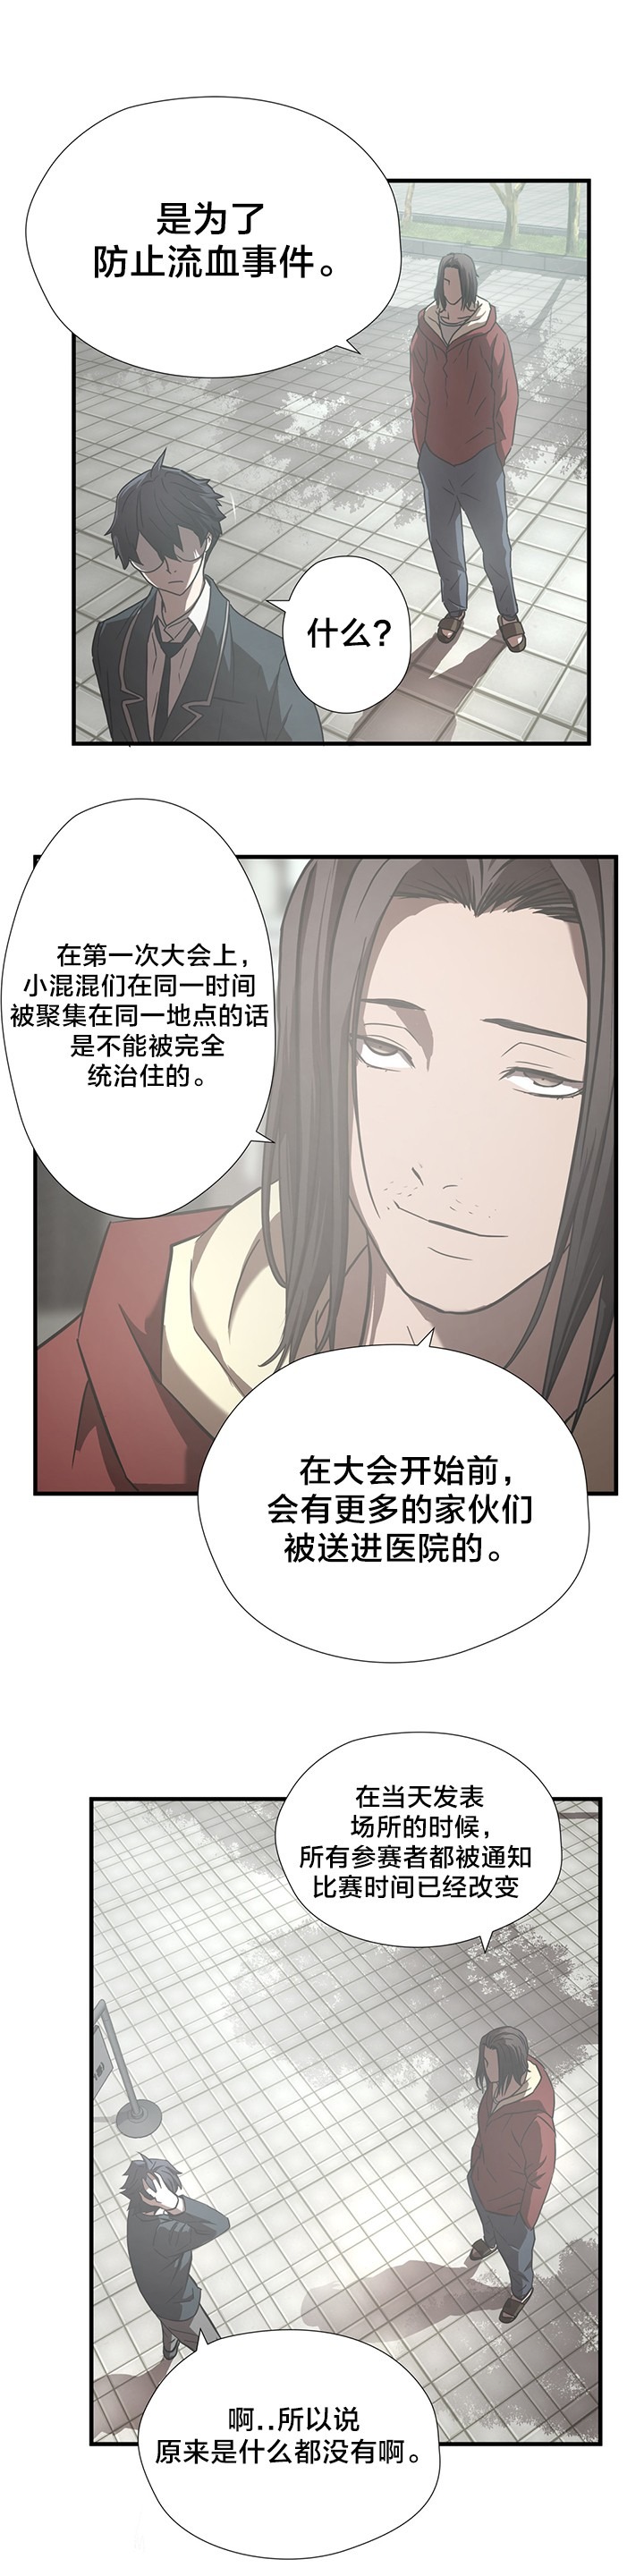 是为了
防止流血事件。
什么?
在第一次大会上,
小混混们在同一时间
被聚集在同一地点的话
是不能被完全
统治住的。
在大会开始前,
会有更多的家伙们
被送进医院的。
在当天发表
场所的时候,
所有参赛者都被通知
比赛时间已经改变
啊..所以说
原来是什么都没有啊。